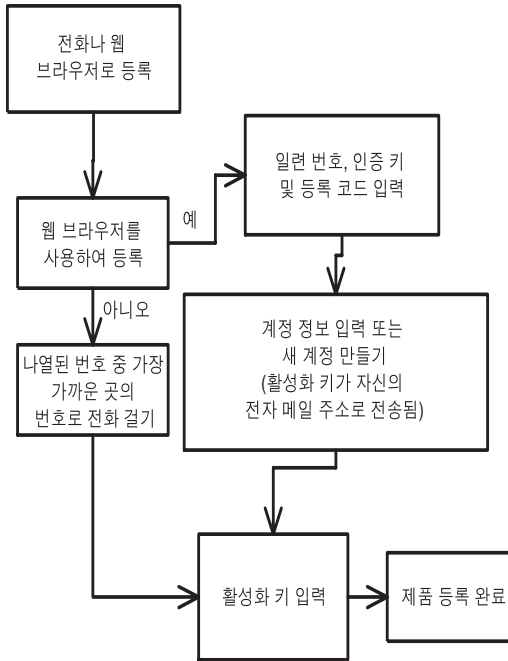 전화나 웹
브라우저로 등록
일련 번호, 인증 키
및 등록 코드 입력
웹 브라우저를
사용하여 등록
예
아니오
나열된 번호 중 가장
가까운 곳의
번호로 전화 걸기
계정 정보 입력 또는
새 계정 만들기
(활성화 키가 자신의
전자 메일 주소로 전송됨)
활성화 키 입력
제품 등록 완료